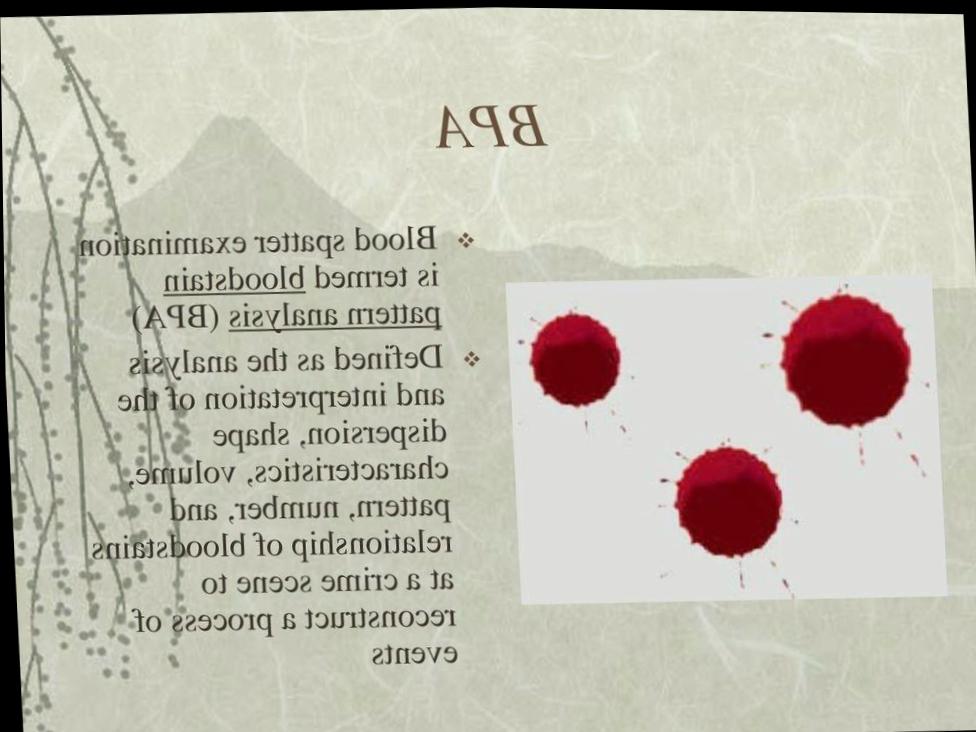 BPA
❖ Blood spatter examination
is termed bloodstain
pattern analysis (BPA)
❖ Defined as the analysis
and interpretation of the
dispersion, shape
characteristics, volume,
pattern, number, and
relationship of bloodstains
at a crime scene to
reconstruct a process of
events